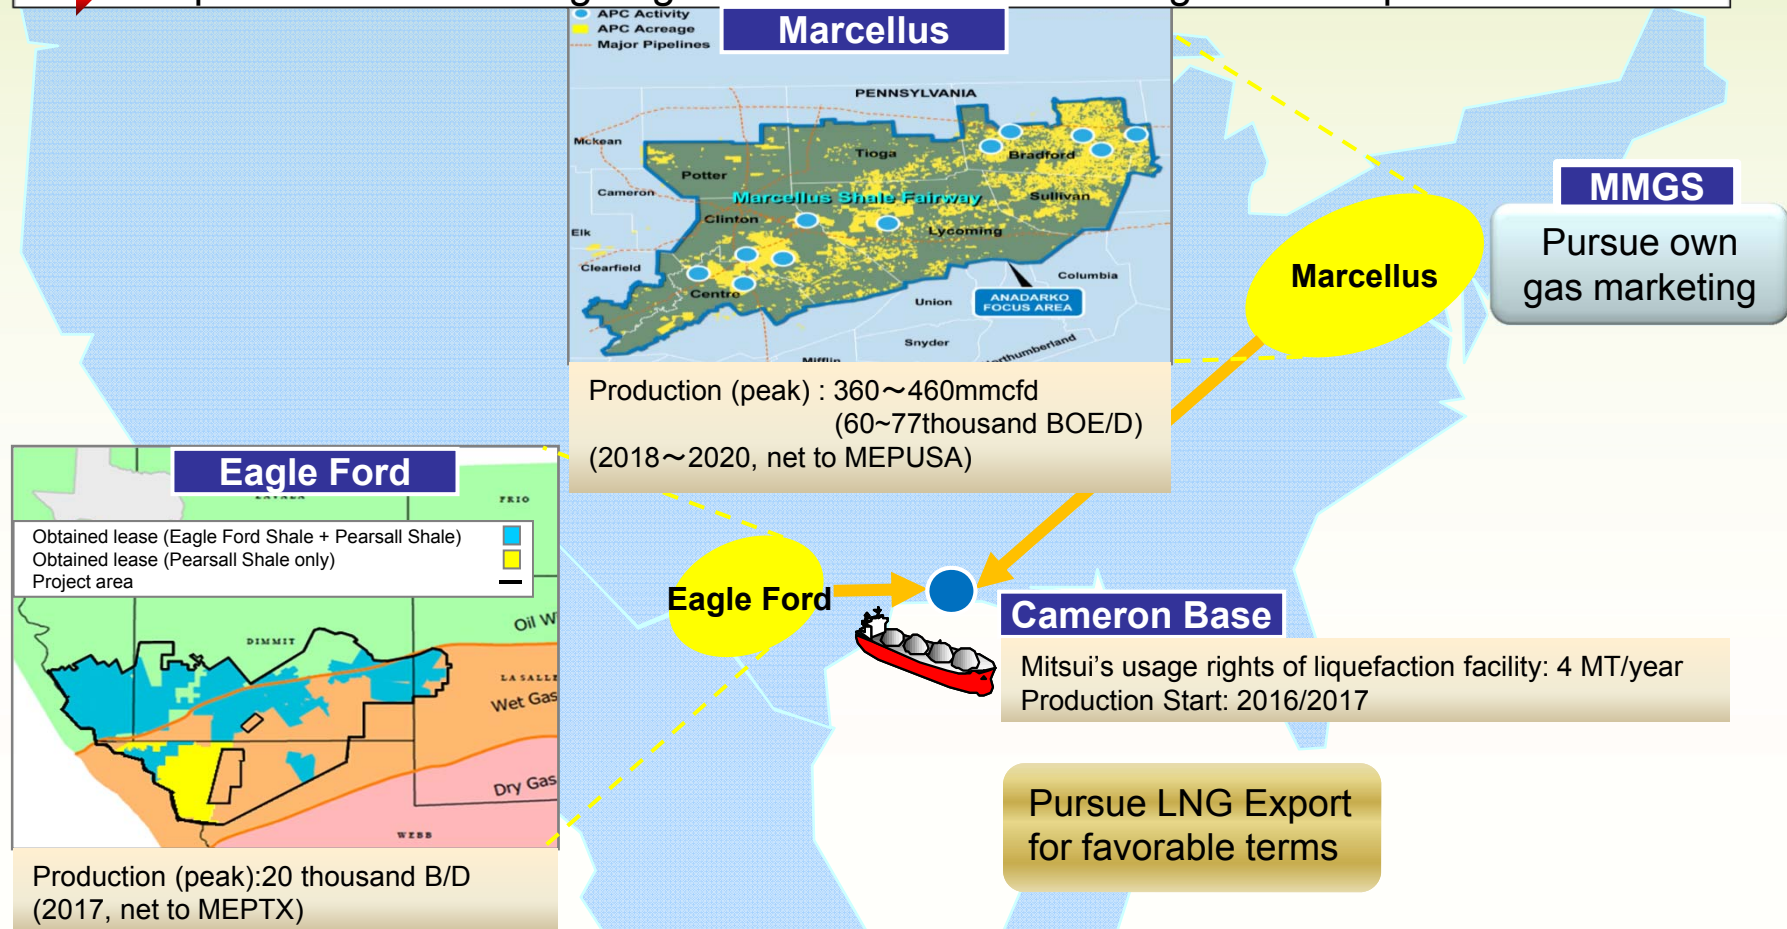 APC Activity
APC Acreage
Major Pipelines
Marcellus
PENNSYLVANIA
Mckean
Tioga
Bradford
Potter
Cameron
Marcellus Shale Fairway
Sullivan
Clinton
Elk
Lycoming
Clearfield
Columbia
Centre
Union
ANADARKO
FOCUS AREA
Snyder
Mifflin
Production (peak) : 360～460mmcfd
(60~77thousand BOE/D)
(2018～2020, net to MEPUSA)
MMGS
Pursue own
gas marketing
Marcellus
Eagle Ford
FRIO
Obtained lease (Eagle Ford Shale + Pearsall Shale)
Obtained lease (Pearsall Shale only)
Project area
DIMMIT
Oil W
LA SALLE
Wet Gas
Dry Gas
WEBB
Production (peak):20 thousand B/D
(2017, net to MEPTX)
Eagle Ford
Cameron Base
Mitsui’s usage rights of liquefaction facility: 4 MT/year
Production Start: 2016/2017
Pursue LNG Export
for favorable terms